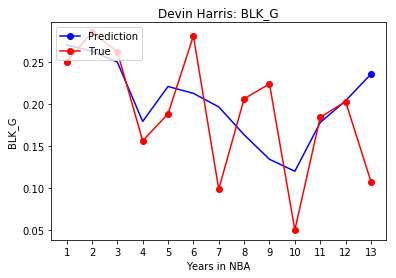 Devin Harris: BLK_G
Prediction
True
0.25
0.20
0.15
0.10
0.05
BLK_G
1 2 3 4 5 6 7 8 9 10 11 12 13
Years in NBA